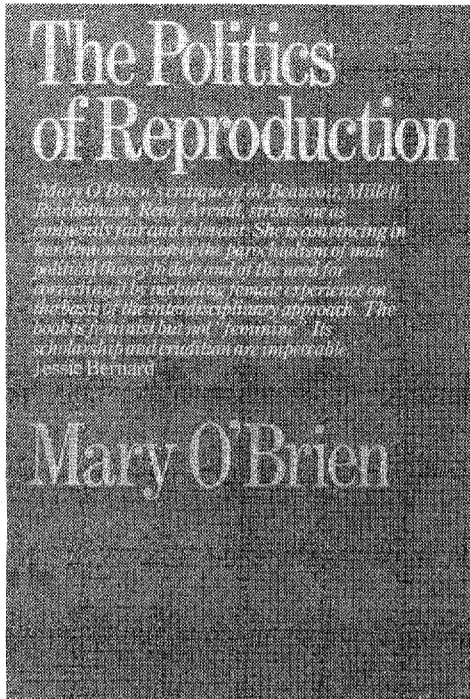 The Politics
of Reproduction
"Mary O'Brien's critique of de Beauvoir, Millett
Rowbotham, Reed, Arendt, strikes me as
eminently fair and relevant. She is convincing in
her demonstration of the parochialism of male
political theory to date and of the need for
correcting it by including female experience on
the basis of the interdisciplinary approach. The
book is feminist but not "feminine". Its
scholarship and erudition are impeccable.
Jessie Bernard
Mary O'Brien